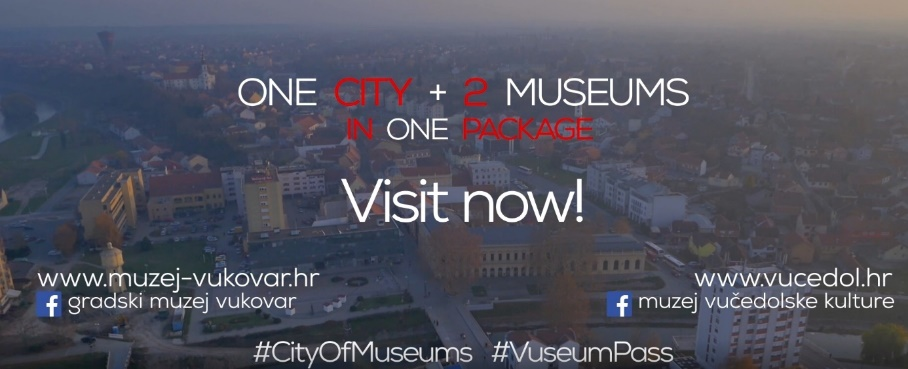 ONE CITY + 2 MUSEUMS
IN ONE PACKAGE
Visit now!
www.muzej-vukovar.hr
gradski muzej vukovar
www.vucedol.hr
muzej vučedolske kulture
#CityOfMuseums #VuseumPass